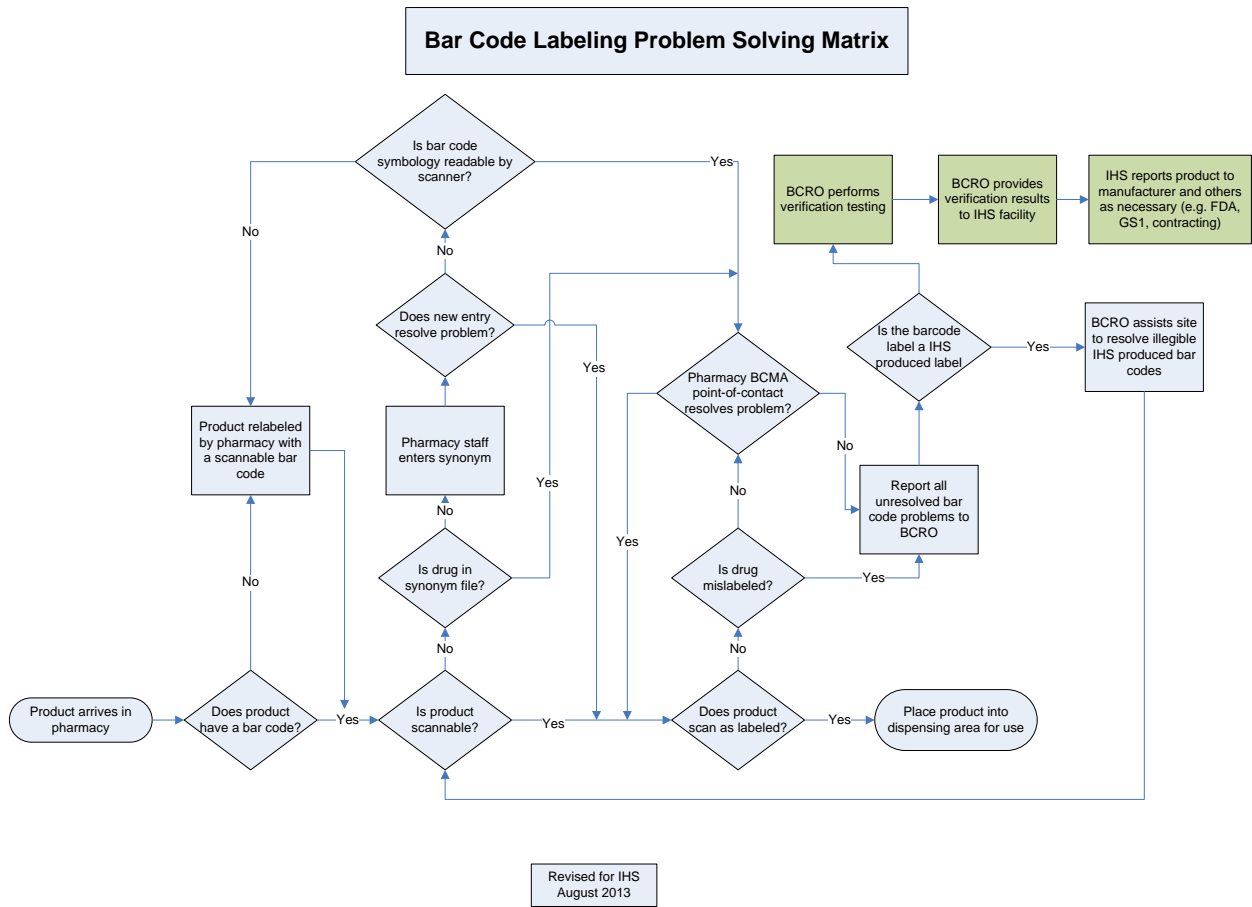 Bar Code Labeling Problem Solving Matrix
Is bar code
symbology readable by
scanner?
Yes
No
No
BCRO performs
verification testing
BCRO provides
verification results
to IHS facility
IHS reports product to
manufacturer and others
as necessary (e.g. FDA,
GS1, contracting)
Does new entry
resolve problem?
Yes
Is the barcode
label a IHS
produced label
Yes
BCRO assists site
to resolve illegible
IHS produced bar
codes
Pharmacy BCMA
point-of-contact
resolves problem?
No
Yes
Product relabeled
by pharmacy with
a scannable bar
code
Pharmacy staff
enters synonym
Yes
No
No
Report all
unresolved bar
code problems to
BCRO
Is drug in
synonym file?
Is drug
mislabeled?
Yes
No
No
No
Product arrives in
pharmacy
Does product
have a bar code?
Yes
Is product
scannable?
Yes
Does product
scan as labeled?
Yes
Place product into
dispensing area for use
Revised for IHS
August 2013